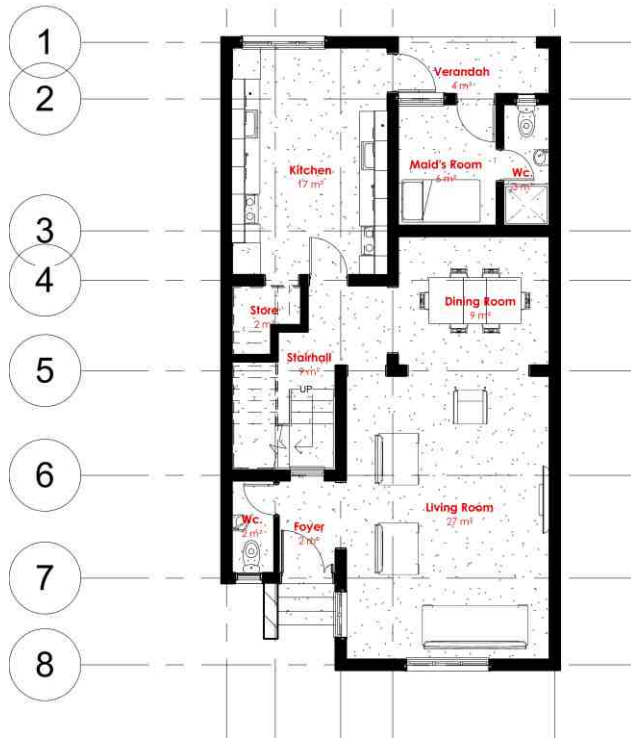 1
Verandah
4 m²
2
Maid's Room
6 m²
Wc.
3 m²
Kitchen
17 m²
3
4
Store
2 m²
Dining Room
9 m²
Stairhall
9 m²
5
UP
6
Living Room
27 m²
Wc.
2 m²
Foyer
2 m²
7
8